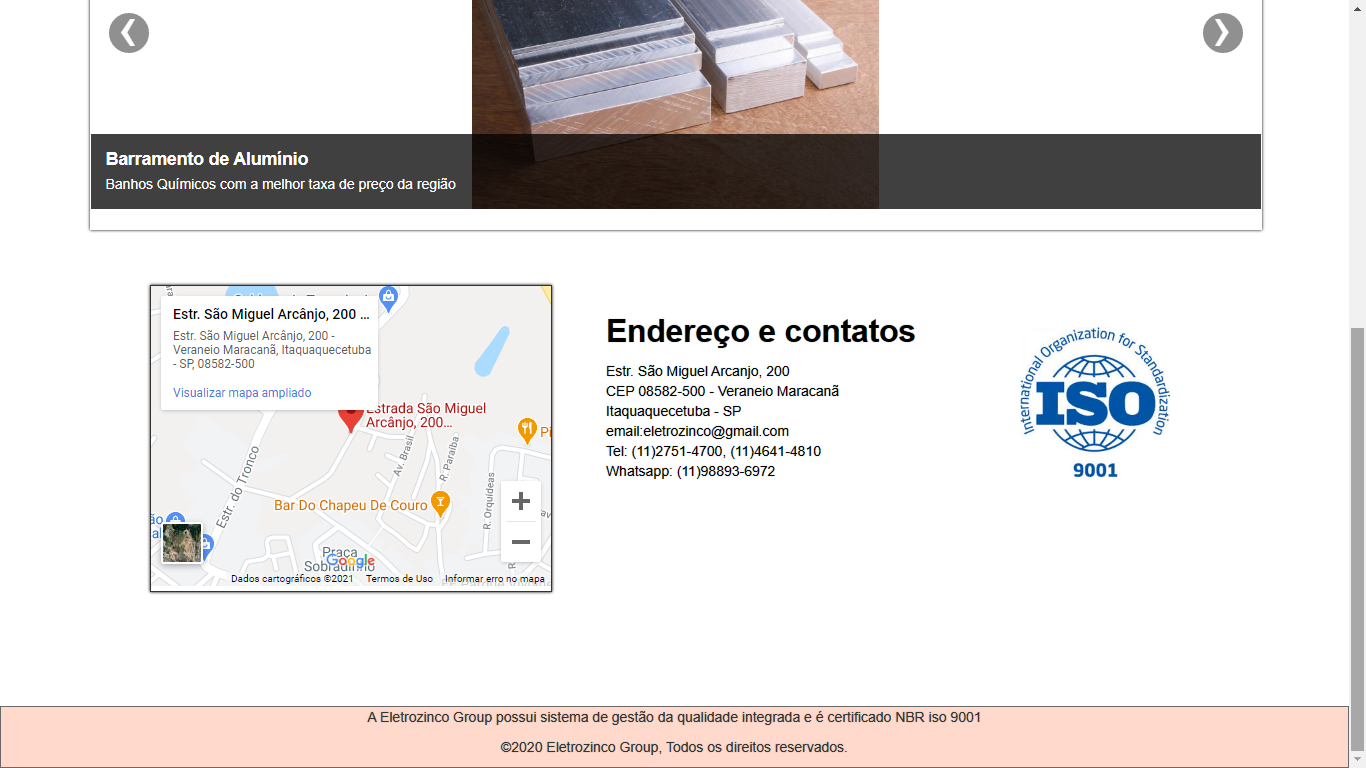 ❮
❯
Barramento de Alumínio
Banhos Químicos com a melhor taxa de preço da região
Estr. São Miguel Arcânjo, 200 ...
Estr. São Miguel Arcânjo, 200 -
Veraneio Maracanã, Itaquaquecetuba
- SP, 08582-500
Visualizar mapa ampliado
Estrada São Miguel
Arcânjo, 200...
Av. Brasil
R. Paraíba
R. Orquídeas
Estr. do Tronco
Bar Do Chapeu De Couro
Praça
Sobradinho
Google
Dados cartográficos ©2021 Termos de Uso Informar erro no mapa
Endereço e contatos
Estr. São Miguel Arcanjo, 200
CEP 08582-500 - Veraneio Maracanã
Itaquaquecetuba - SP
email:eletrozinco@gmail.com
Tel: (11)2751-4700, (11)4641-4810
Whatsapp: (11)98893-6972
International Organization for Standardization
ISO
9001
A Eletrozinco Group possui sistema de gestão da qualidade integrada e é certificado NBR iso 9001
©2020 Eletrozinco Group, Todos os direitos reservados.